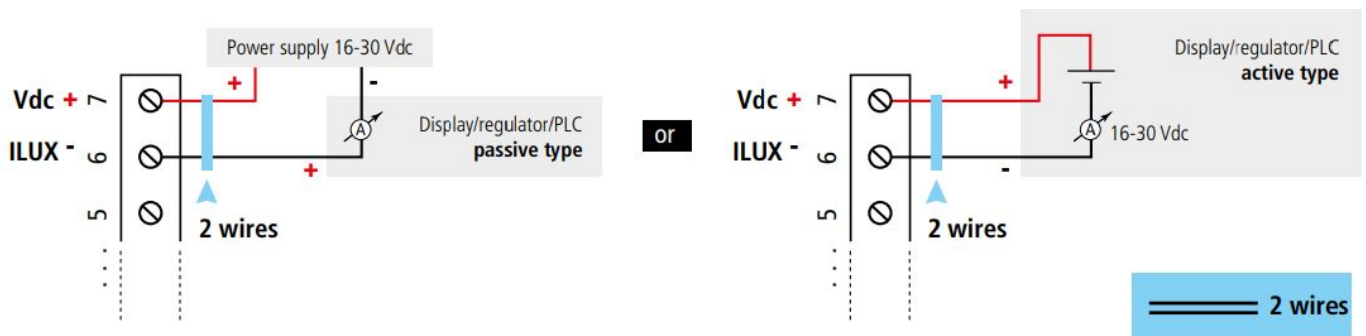 Power supply 16-30 Vdc
+
-
Vdc + 7
ILUX - 6
5
A
Display/regulator/PLC
passive type
+
2 wires
or
Display/regulator/PLC
active type
+
Vdc + 7
ILUX - 6
5
A
16-30 Vdc
-
2 wires
2 wires